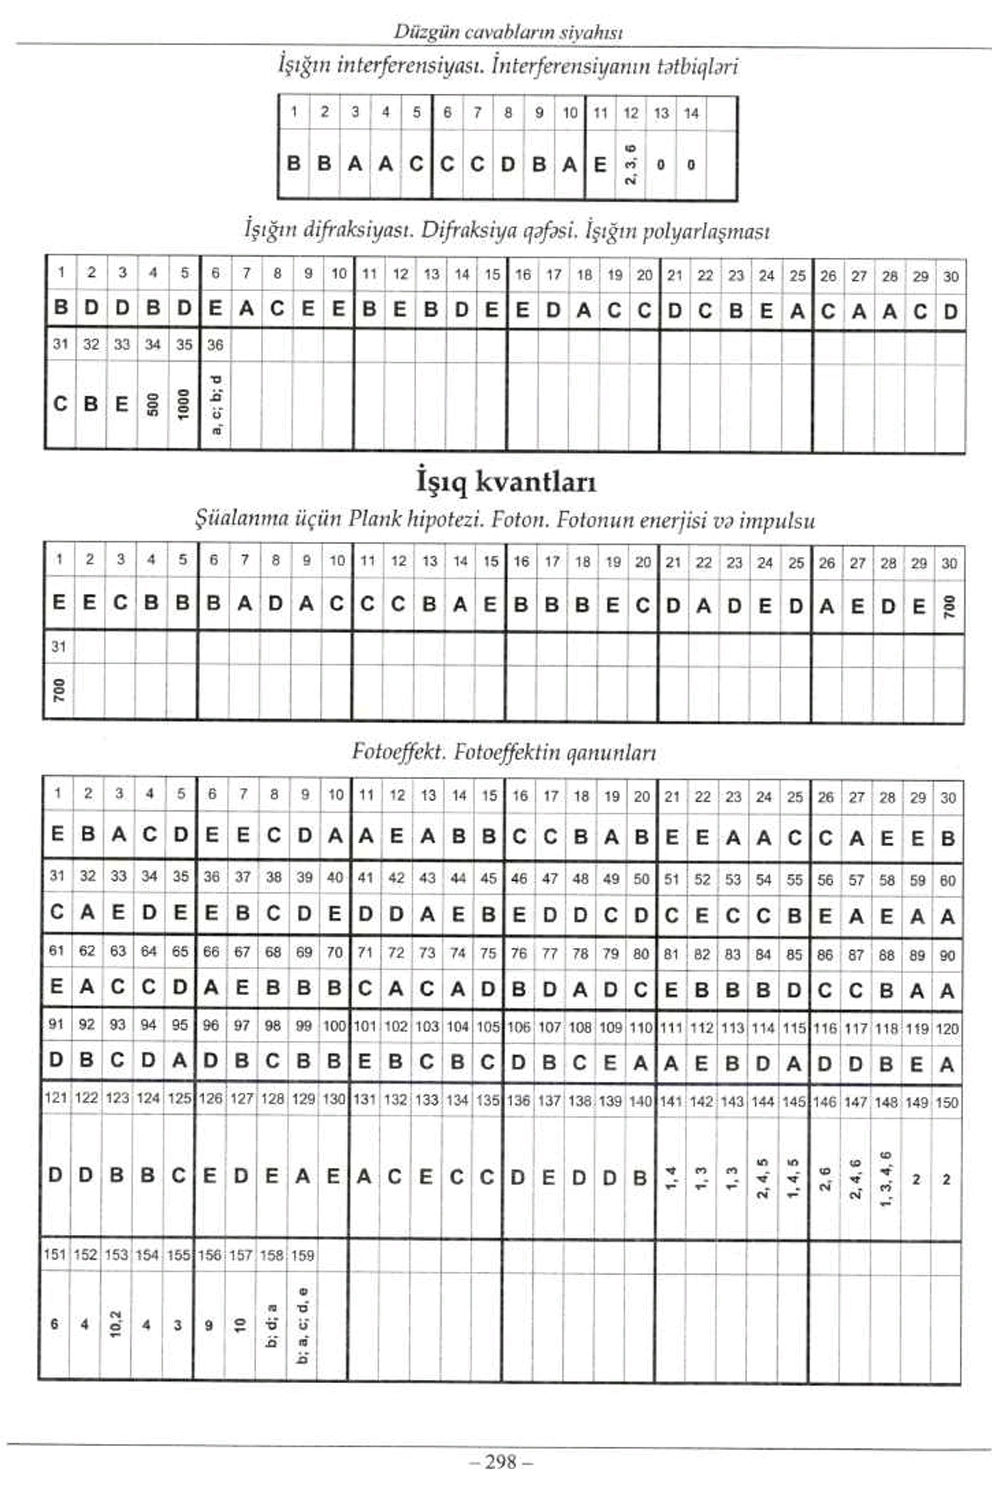 Düzgün cavabların siyahısı
İşığın interferensiyası. İnterferensiyanın tətbiqləri
1 2 3 4 5 6 7 8 9 10 11 12 13 14
B B A A C C C D B A E 2, 3, 6 0 0
İşığın difraksiyası. Difraksiya qəfəsi. İşığın polyarlaşması
1 2 3 4 5 6 7 8 9 10 11 12 13 14 15 16 17 18 19 20 21 22 23 24 25 26 27 28 29 30
B D D B D E A C E E B E B D E E D A C C D C B E A C A A C D
31 32 33 34 35 36
C B E 500 1000 a, c; b; d
İşıq kvantları
Şüalanma üçün Plank hipotezi. Foton. Fotonun enerjisi və impulsu
1 2 3 4 5 6 7 8 9 10 11 12 13 14 15 16 17 18 19 20 21 22 23 24 25 26 27 28 29 30
E E C B B B A D A C C C B A E B B B E C D A D E D A E D E 700
31
700
Fotoeffekt. Fotoeffektin qanunları
1 2 3 4 5 6 7 8 9 10 11 12 13 14 15 16 17 18 19 20 21 22 23 24 25 26 27 28 29 30
E B A C D E E C D A A E A B B C C B A B E E A A C C A E E B
31 32 33 34 35 36 37 38 39 40 41 42 43 44 45 46 47 48 49 50 51 52 53 54 55 56 57 58 59 60
C A E D E E B C D E D D A E B E D D C D C E C C B E A E A A
61 62 63 64 65 66 67 68 69 70 71 72 73 74 75 76 77 78 79 80 81 82 83 84 85 86 87 88 89 90
E A C C D A E B B B C A C A D B D A D C E B B B D C C B A A
91 92 93 94 95 96 97 98 99 100 101 102 103 104 105 106 107 108 109 110 111 112 113 114 115 116 117 118 119 120
D B C D A D B C B B E B C B C D B C E A A E B D A D D B E A
121 122 123 124 125 126 127 128 129 130 131 132 133 134 135 136 137 138 139 140 141 142 143 144 145 146 147 148 149 150
D D B B C E D E A E A C E C C D E D D B 1, 4 1, 3 1, 3 2, 4, 5 1, 4, 5 2, 6 2, 4, 6 1, 3, 4, 6 2 2
151 152 153 154 155 156 157 158 159
6 4 10,2 4 3 9 10 b; d; a b; a, c; d, e
– 298 –